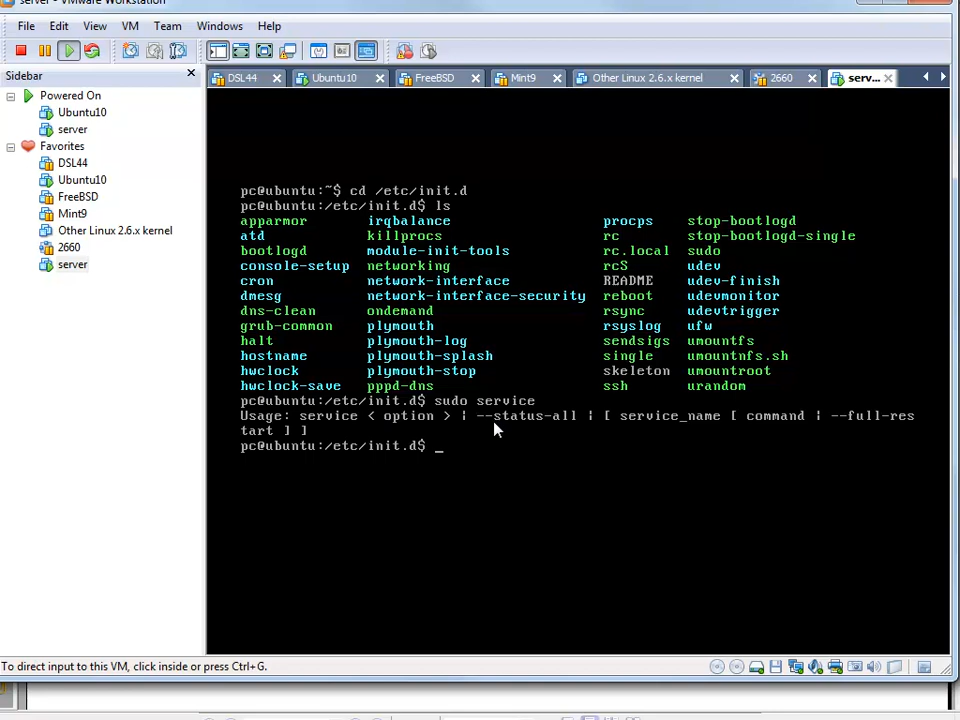 server - VMware Workstation
File Edit View VM Team Windows Help
Sidebar
DSL44 Ubuntu10 FreeBSD Mint9 Other Linux 2.6.x kernel 2660 serv...
Powered On
Ubuntu10
server
Favorites
DSL44
Ubuntu10
FreeBSD
Mint9
Other Linux 2.6.x kernel
2660
server
pc@ubuntu:~$ cd /etc/init.d
pc@ubuntu:/etc/init.d$ ls
apparmor irqbalance procps stop-bootlogd
atd killprocs rc stop-bootlogd-single
bootlogd module-init-tools rc.local sudo
console-setup networking rcS udev
cron network-interface README udev-finish
dmesg network-interface-security reboot udevmonitor
dns-clean ondemand rsync udevtrigger
grub-common plymouth rsyslog ufw
halt plymouth-log sendsigs umountfs
hostname plymouth-splash single umountnfs.sh
hwclock plymouth-stop skeleton umountroot
hwclock-save pppd-dns ssh urandom
pc@ubuntu:/etc/init.d$ sudo service
Usage: service < option > | --status-all | [ service_name [ command | --full-res
tart ] ]
pc@ubuntu:/etc/init.d$ _
To direct input to this VM, click inside or press Ctrl+G.